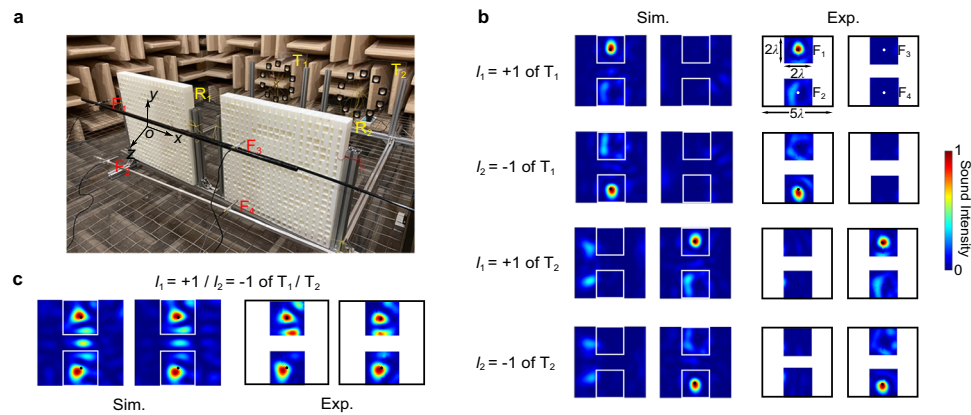 a
T1
T2
R1
R2
F1
y
o
x
z
F2
F3
F4
b
Sim.
Exp.
l1 = +1 of T1
2λ
2λ
5λ
F1
F2
F3
F4
l2 = -1 of T1
l1 = +1 of T2
l2 = -1 of T2
1
Sound Intensity
0
c
l1 = +1 / l2 = -1 of T1 / T2
Sim.
Exp.